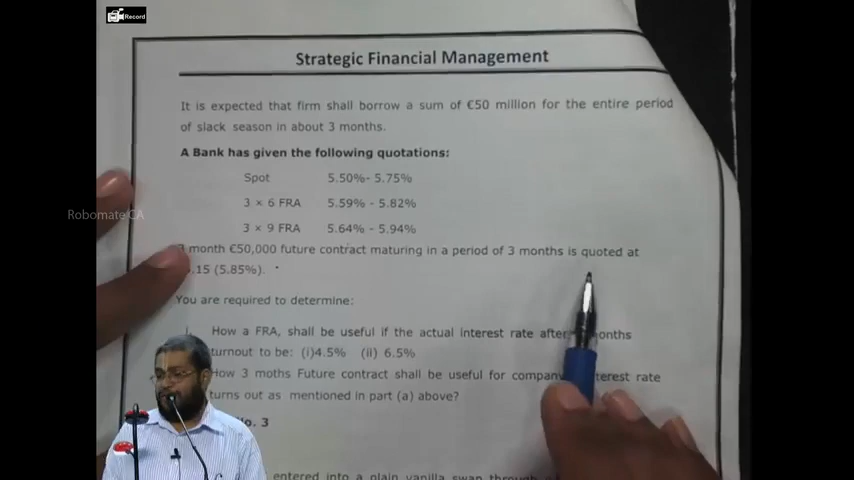 Record
Strategic Financial Management
It is expected that firm shall borrow a sum of €50 million for the entire period
of slack season in about 3 months.
A Bank has given the following quotations:
Spot 5.50%- 5.75%
3 × 6 FRA 5.59% - 5.82%
3 × 9 FRA 5.64% - 5.94%
month €50,000 future contract maturing in a period of 3 months is quoted at
.15 (5.85%).
You are required to determine:
How a FRA, shall be useful if the actual interest rate after onths
turnout to be: (i)4.5% (ii) 6.5%
How 3 moths Future contract shall be useful for company terest rate
turns out as mentioned in part (a) above?
o. 3
entered into a plain vanilla swap through
Robomate CA